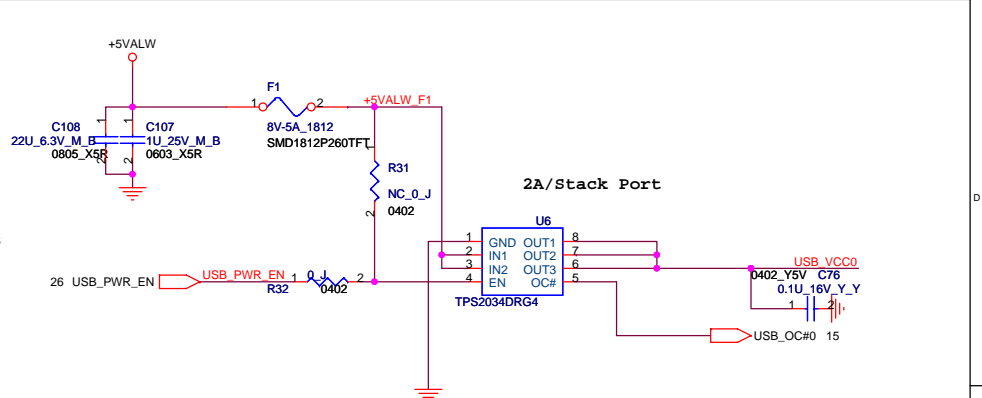 +5VALW
C108
22U_6.3V_M_B
0805_X5R
1
2
C107
1U_25V_M_B
0603_X5R
1
2
F1
1 2
8V-5A_1812
SMD1812P260TFT
+5VALW_F1
1
R31
NC_0_J
0402
2
2A/Stack Port
U6
1 GND OUT1 8
2 IN1 OUT2 7
3 IN2 OUT3 6
4 EN OC# 5
TPS2034DRG4
26 USB_PWR_EN
USB_PWR_EN 1 0_J 2
R32 0402
USB_VCC0
0402_Y5V C76
0.1U_16V_Y_Y
1 2
USB_OC#0 15
D